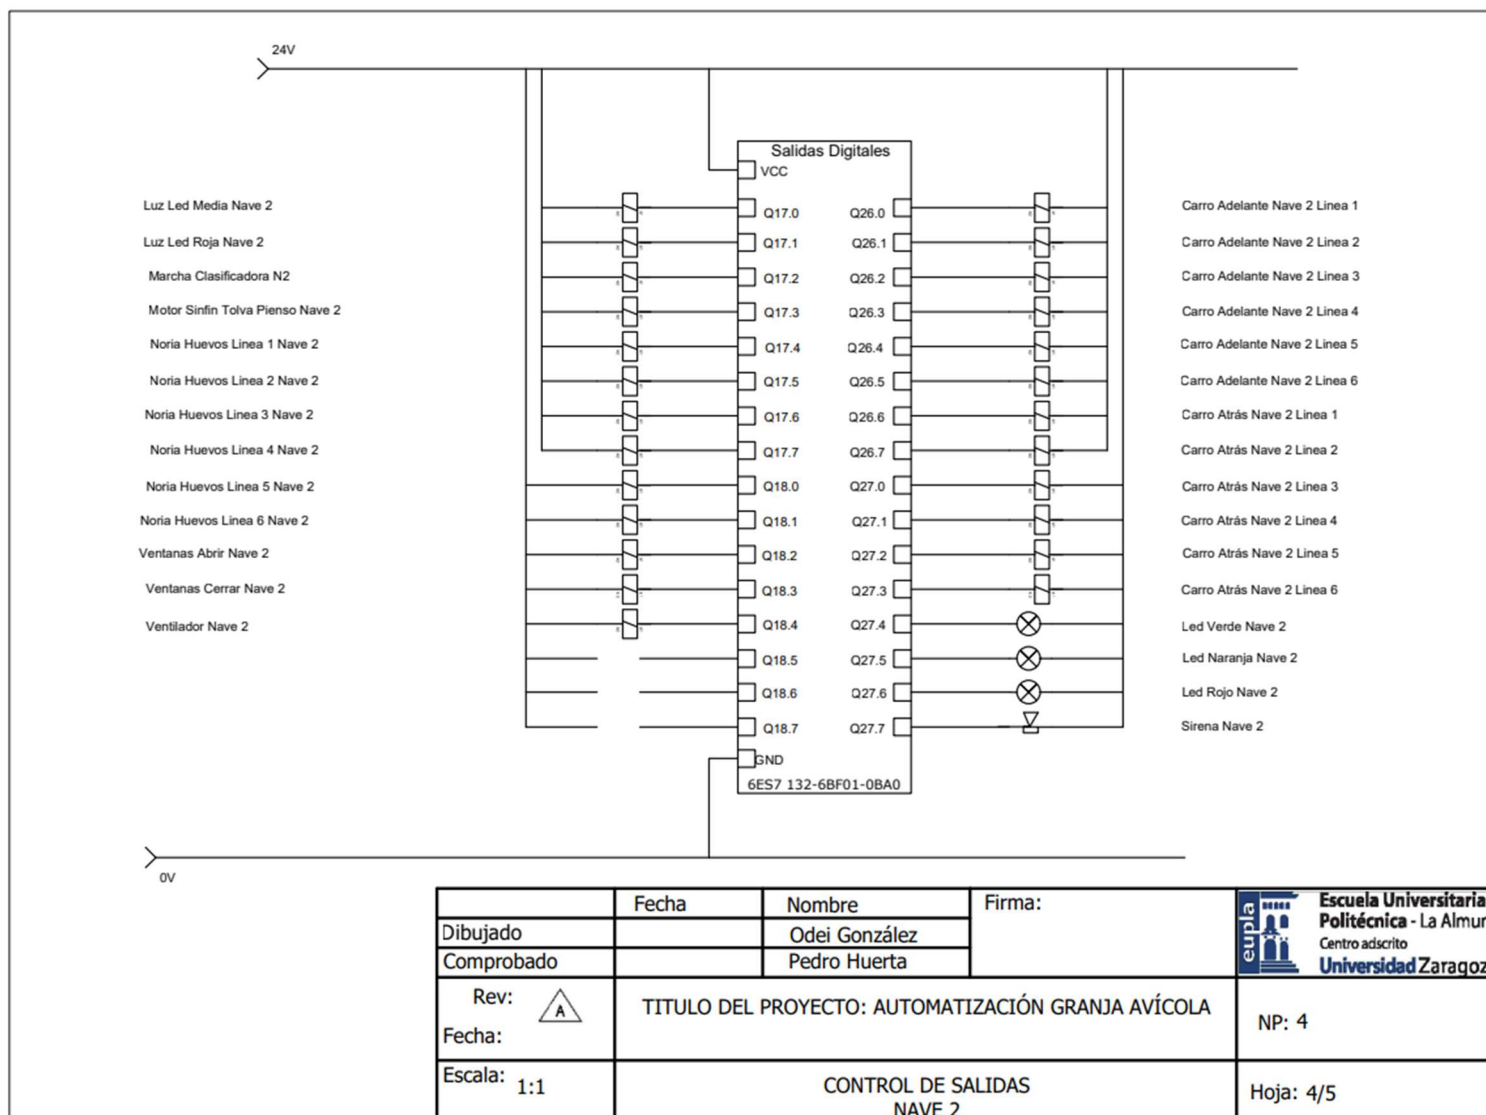 24V
Salidas Digitales
VCC
Luz Led Media Nave 2
Q17.0
Q26.0
Carro Adelante Nave 2 Linea 1
Luz Led Roja Nave 2
Q17.1
Q26.1
Carro Adelante Nave 2 Linea 2
Marcha Clasificadora N2
Q17.2
Q26.2
Carro Adelante Nave 2 Linea 3
Motor Sinfin Tolva Pienso Nave 2
Q17.3
Q26.3
Carro Adelante Nave 2 Linea 4
Noria Huevos Linea 1 Nave 2
Q17.4
Q26.4
Carro Adelante Nave 2 Linea 5
Noria Huevos Linea 2 Nave 2
Q17.5
Q26.5
Carro Adelante Nave 2 Linea 6
Noria Huevos Linea 3 Nave 2
Q17.6
Q26.6
Carro Atrás Nave 2 Linea 1
Noria Huevos Linea 4 Nave 2
Q17.7
Q26.7
Carro Atrás Nave 2 Linea 2
Noria Huevos Linea 5 Nave 2
Q18.0
Q27.0
Carro Atrás Nave 2 Linea 3
Noria Huevos Linea 6 Nave 2
Q18.1
Q27.1
Carro Atrás Nave 2 Linea 4
Ventanas Abrir Nave 2
Q18.2
Q27.2
Carro Atrás Nave 2 Linea 5
Ventanas Cerrar Nave 2
Q18.3
Q27.3
Carro Atrás Nave 2 Linea 6
Ventilador Nave 2
Q18.4
Q27.4
Led Verde Nave 2
Q18.5
Q27.5
Led Naranja Nave 2
Q18.6
Q27.6
Led Rojo Nave 2
Q18.7
Q27.7
Sirena Nave 2
GND
6ES7 132-6BF01-0BA0
0V
Fecha
Nombre
Firma:
Dibujado
Odei González
Comprobado
Pedro Huerta
eupla
Escuela Universitaria
Politécnica - La Almun
Centro adscrito
Universidad Zaragoz
Rev:
A
Fecha:
TITULO DEL PROYECTO: AUTOMATIZACIÓN GRANJA AVÍCOLA
NP: 4
Escala: 1:1
CONTROL DE SALIDAS
NAVE 2
Hoja: 4/5